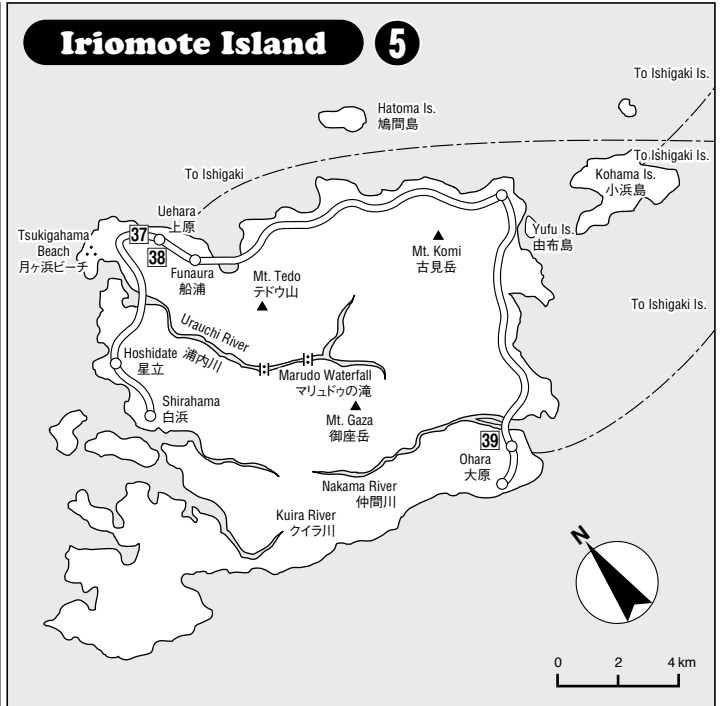 Iriomote Island 5
To Ishigaki Is.
Hatoma Is.
鳩間島
To Ishigaki Is.
Kohama Is.
小浜島
To Ishigaki
Uehara
上原
Tsukigahama
Beach
月ヶ浜ビーチ
37
38
Funaura
船浦
Yufu Is.
由布島
Mt. Komi
古見岳
Mt. Tedo
テドウ山
To Ishigaki Is.
Urauchi River
浦内川
Hoshidate
星立
Marudo Waterfall
マリュドゥの滝
Shirahama
白浜
Mt. Gaza
御座岳
39
Ohara
大原
Nakama River
仲間川
Kuira River
クイラ川
N
0 2 4 km